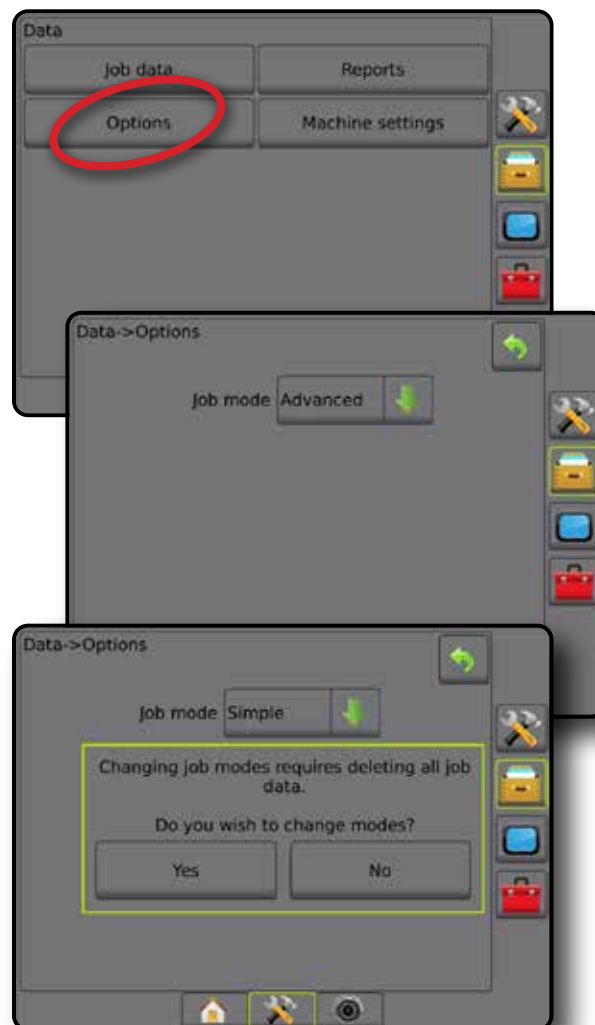 Data
Job data
Reports
Options
Machine settings
Data->Options
Job mode Advanced
Data->Options
Job mode Simple
Changing job modes requires deleting all job
data.
Do you wish to change modes?
Yes
No